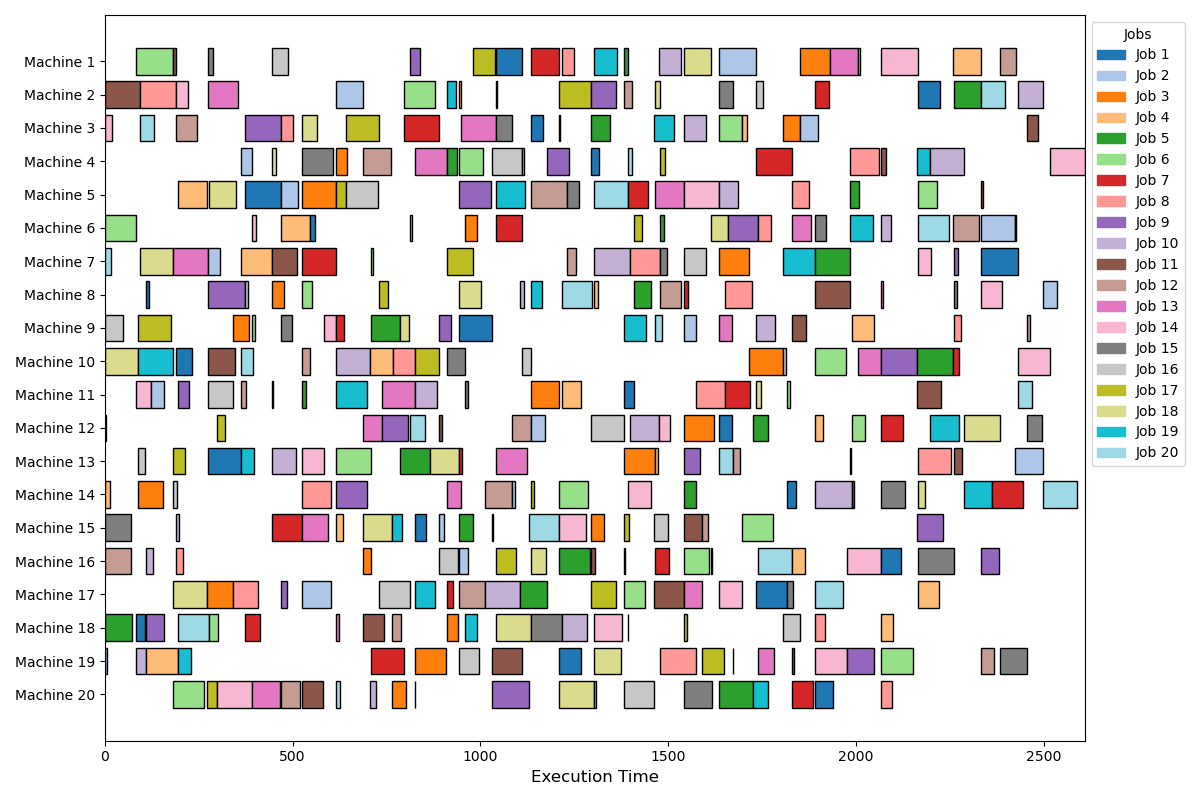 Machine 1
Machine 2
Machine 3
Machine 4
Machine 5
Machine 6
Machine 7
Machine 8
Machine 9
Machine 10
Machine 11
Machine 12
Machine 13
Machine 14
Machine 15
Machine 16
Machine 17
Machine 18
Machine 19
Machine 20
0 500 1000 1500 2000 2500
Execution Time
Jobs
Job 1
Job 2
Job 3
Job 4
Job 5
Job 6
Job 7
Job 8
Job 9
Job 10
Job 11
Job 12
Job 13
Job 14
Job 15
Job 16
Job 17
Job 18
Job 19
Job 20